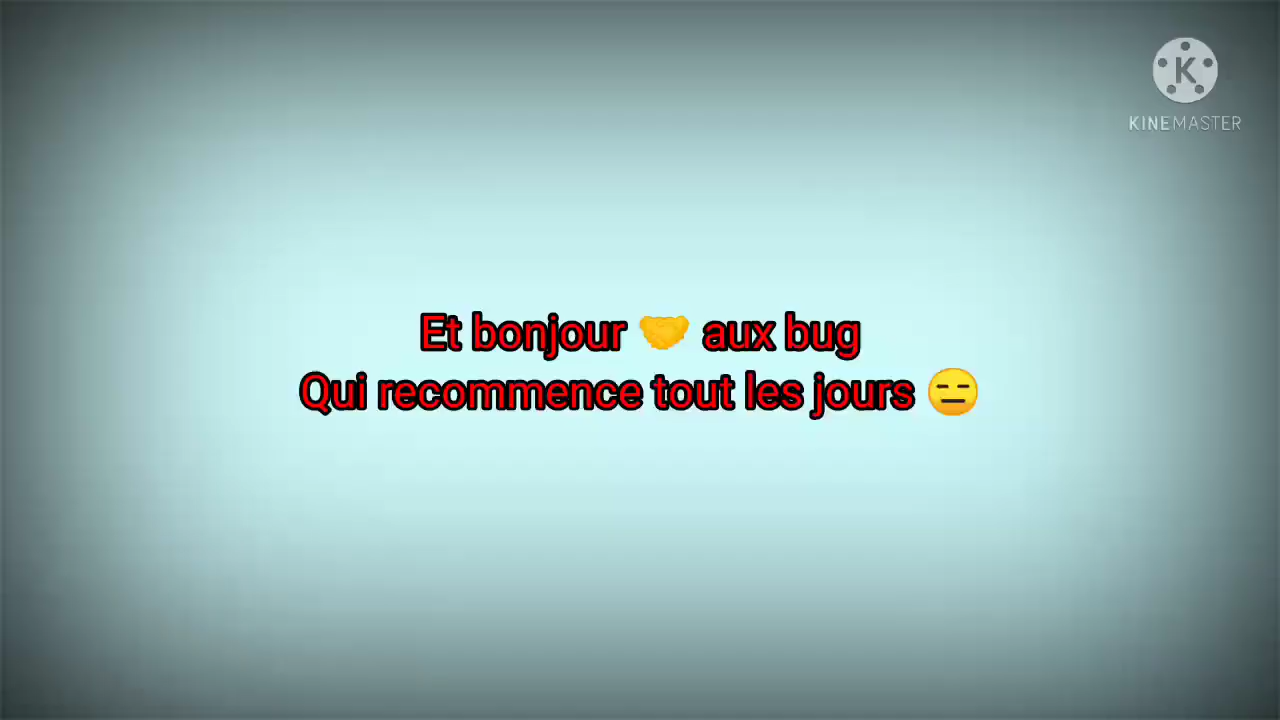 K
KINEMASTER
Et bonjour 🤝 aux bug
Qui recommence tout les jours 😑